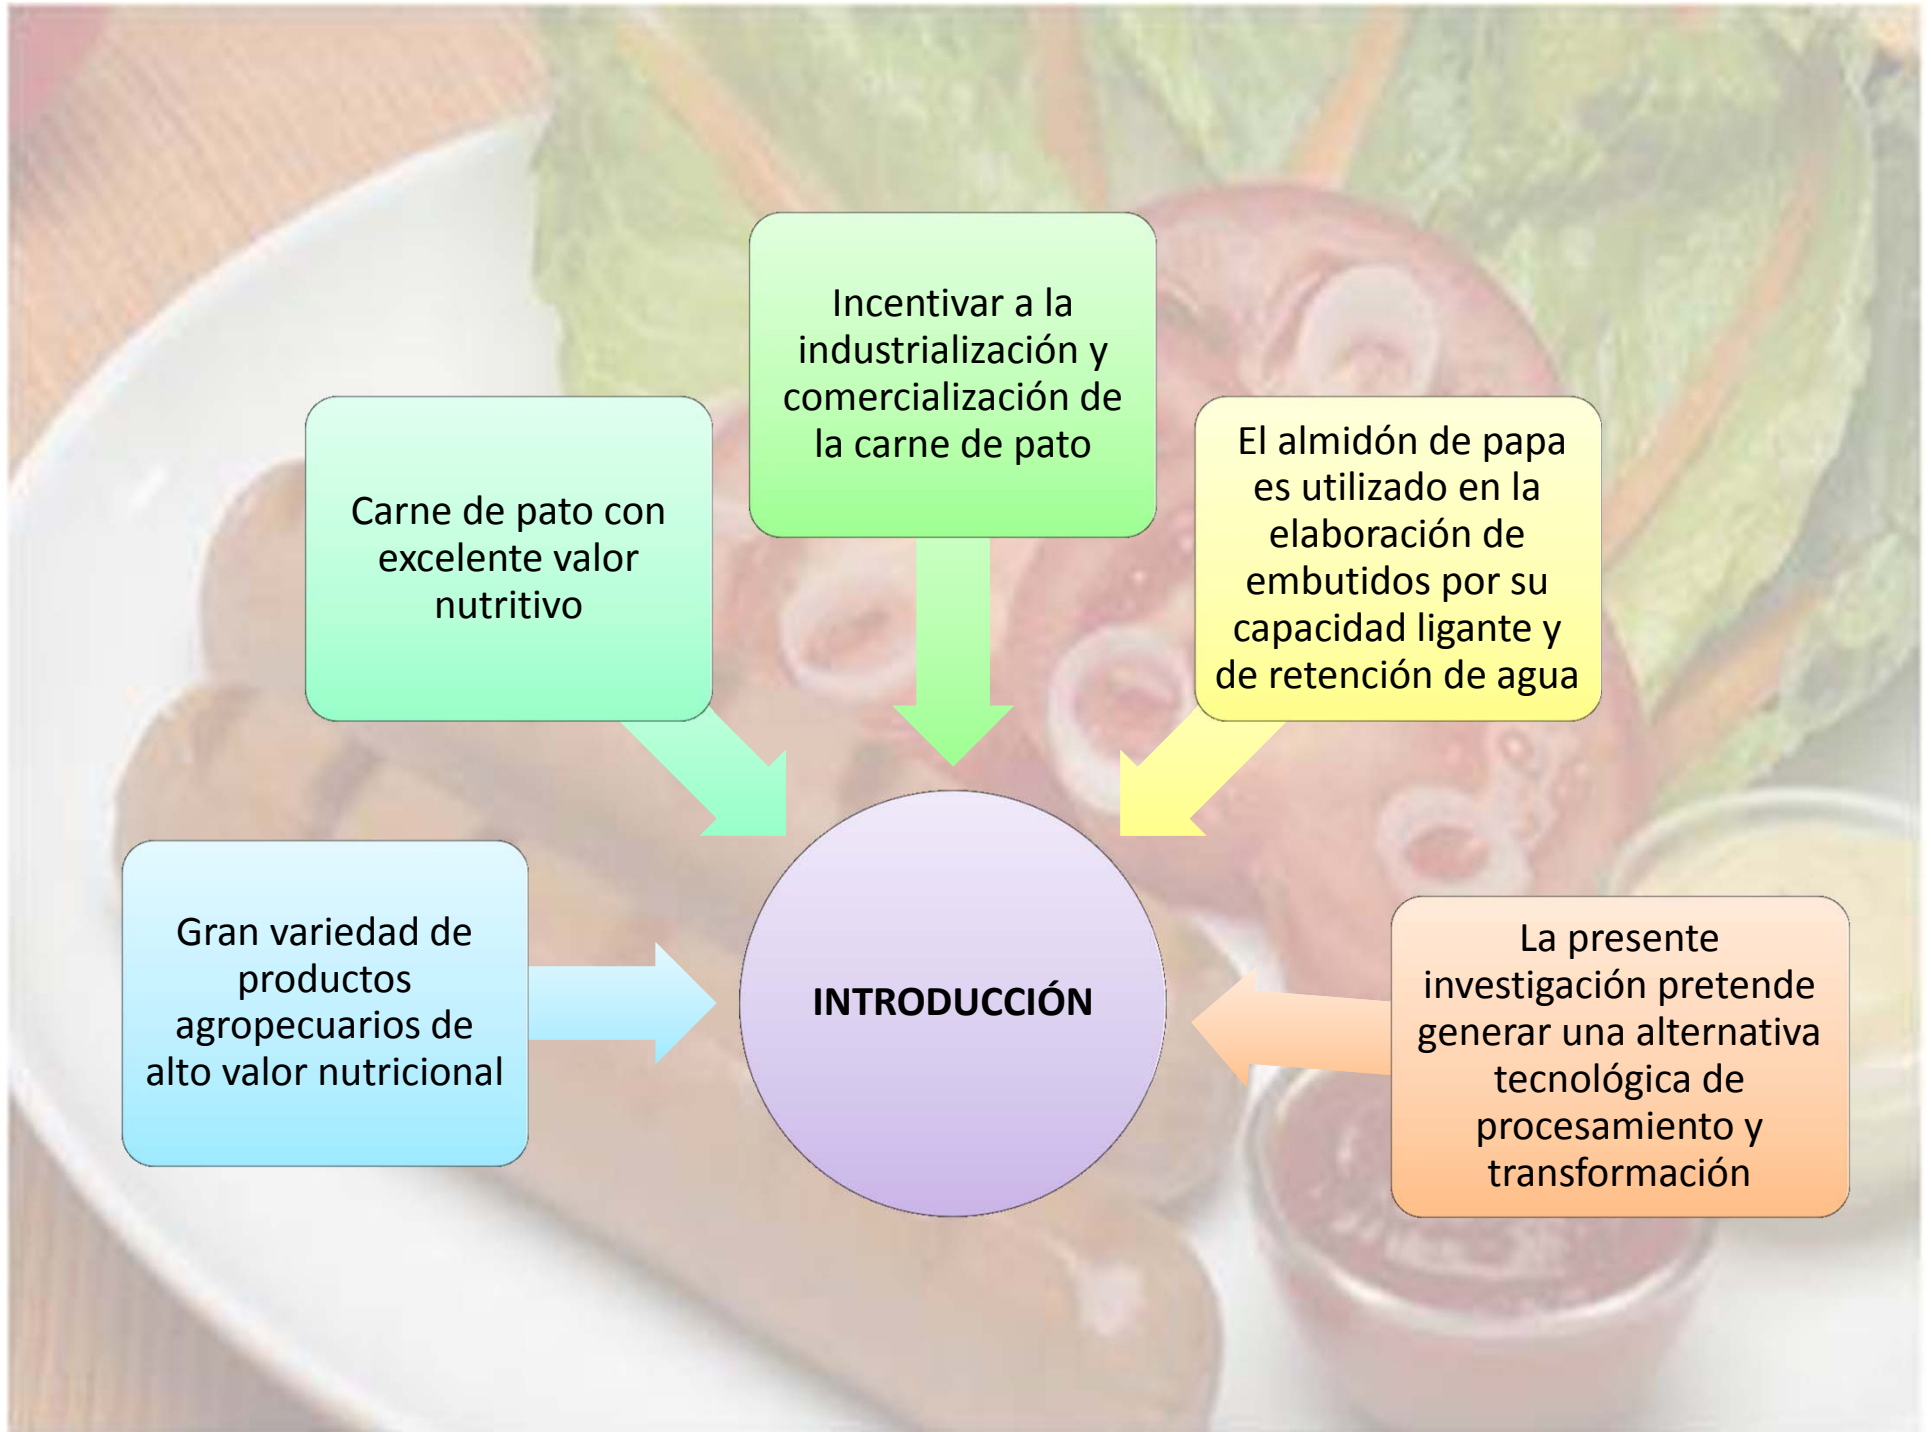 Gran variedad de
productos
agropecuarios de
alto valor nutricional
Carne de pato con
excelente valor
nutritivo
Incentivar a la
industrialización y
comercialización de
la carne de pato
El almidón de papa
es utilizado en la
elaboración de
embutidos por su
capacidad ligante y
de retención de agua
La presente
investigación pretende
generar una alternativa
tecnológica de
procesamiento y
transformación
INTRODUCCIÓN